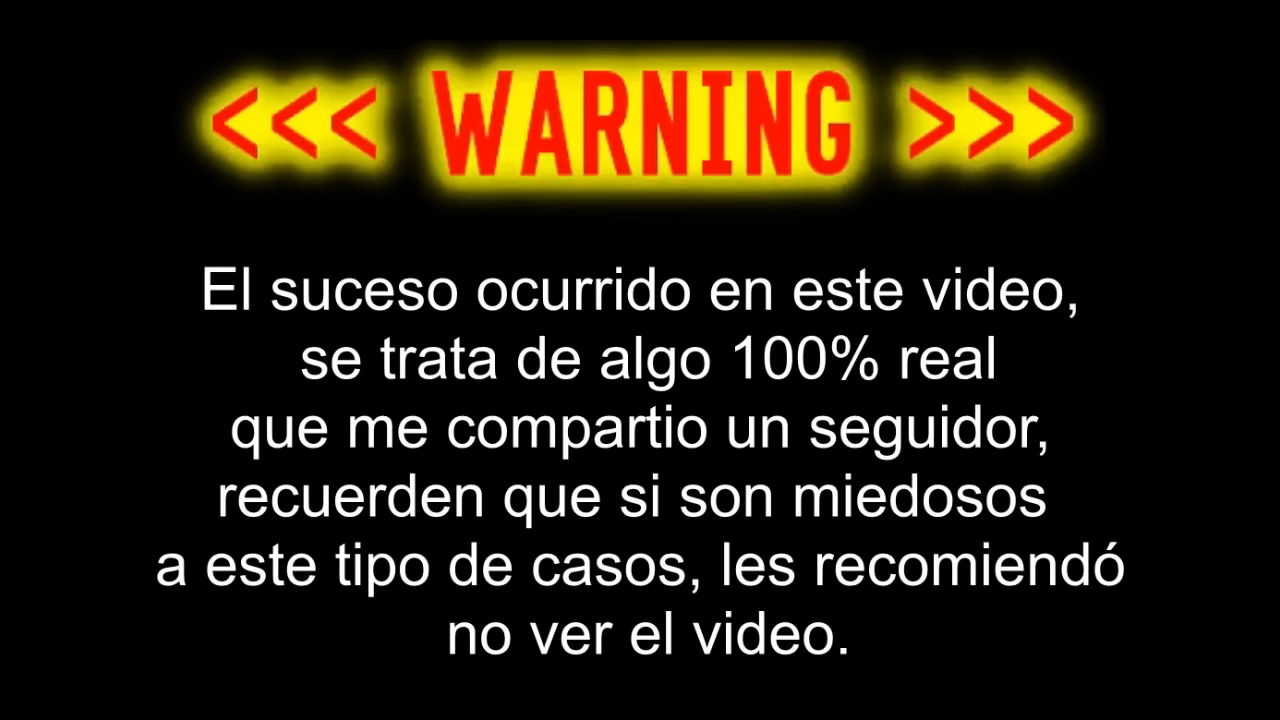 <<< WARNING >>>
El suceso ocurrido en este video,
se trata de algo 100% real
que me compartio un seguidor,
recuerden que si son miedosos
a este tipo de casos, les recomiendó
no ver el video.